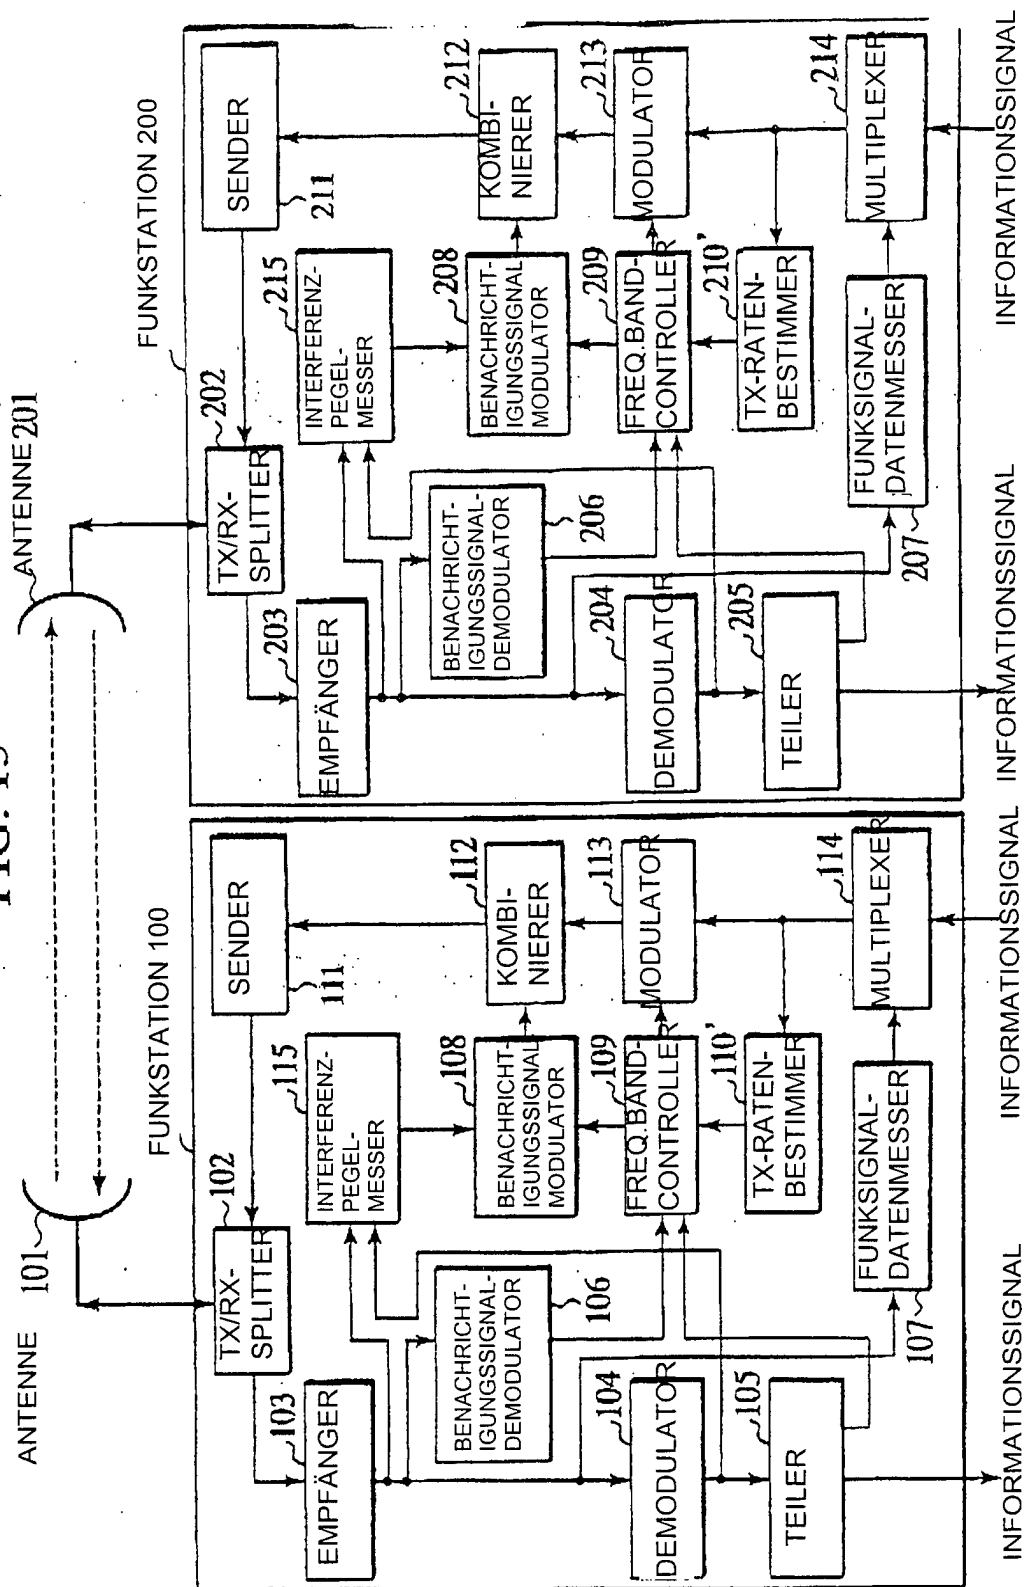 FIG. 15
ANTENNE
101
ANTENNE 201
FUNKSTATION 100
TX/RX-
SPLITTER
102
SENDER
111
EMPFÄNGER
103
INTERFERENZ-
PEGEL-
MESSER
115
KOMBI-
NIERER
112
BENACHRICHT-
IGUNGSSIGNAL-
DEMODULATOR
106
BENACHRICHT-
IGUNGSSIGNAL
MODULATOR
108
DEMODULATOR
104
FREQ.BAND-
CONTROLLER
109
MODULATOR
113
TEILER
105
TX-RATEN-
BESTIMMER
110'
FUNKSIGNAL-
DATENMESSER
107
MULTIPLEXER
114
INFORMATIONSSIGNAL
INFORMATIONSSIGNAL
FUNKSTATION 200
TX/RX-
SPLITTER
202
SENDER
211
EMPFÄNGER
203
INTERFERENZ-
PEGEL-
MESSER
215
KOMBI-
NIERER
212
BENACHRICHT-
IGUNGSSIGNAL-
DEMODULATOR
206
BENACHRICHT-
IGUNGSSIGNAL
MODULATOR
208
DEMODULATOR
204
FREQ.BAND-
CONTROLLER
209
MODULATOR
213
TEILER
205
TX-RATEN-
BESTIMMER
210'
FUNKSIGNAL-
DATENMESSER
207
MULTIPLEXER
214
INFORMATIONSSIGNAL
INFORMATIONSSIGNAL